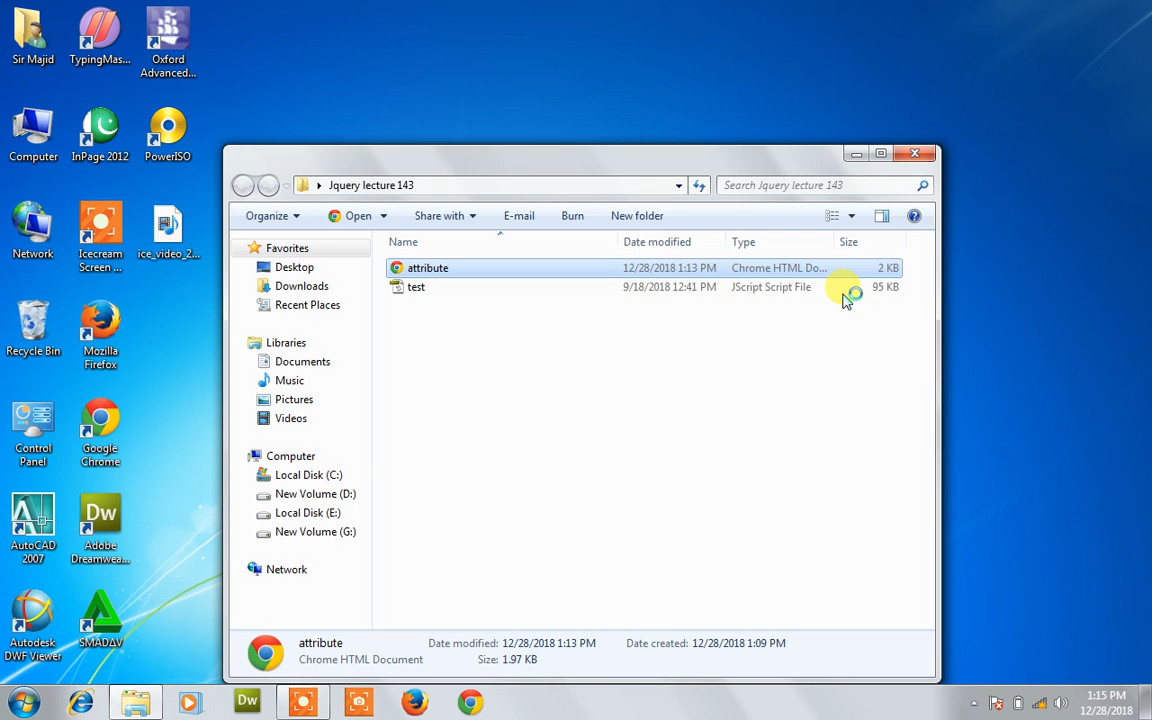 Sir Majid
TypingMas...
Oxford
Advanced...
Computer
InPage 2012
PowerISO
Network
Icecream
Screen ...
ice_video_2...
Recycle Bin
Mozilla
Firefox
Control
Panel
Google
Chrome
AutoCAD
2007
Dw
Adobe
Dreamwea...
Autodesk
DWF Viewer
SMADAV
Jquery lecture 143
Search Jquery lecture 143
Organize
Open
Share with
E-mail
Burn
New folder
Favorites
Desktop
Downloads
Recent Places
Libraries
Documents
Music
Pictures
Videos
Computer
Local Disk (C:)
New Volume (D:)
Local Disk (E:)
New Volume (G:)
Network
Name Date modified Type Size
attribute 12/28/2018 1:13 PM Chrome HTML Do... 2 KB
test 9/18/2018 12:41 PM JScript Script File 95 KB
attribute Date modified: 12/28/2018 1:13 PM Date created: 12/28/2018 1:09 PM
Chrome HTML Document Size: 1.97 KB
Dw
1:15 PM
12/28/2018